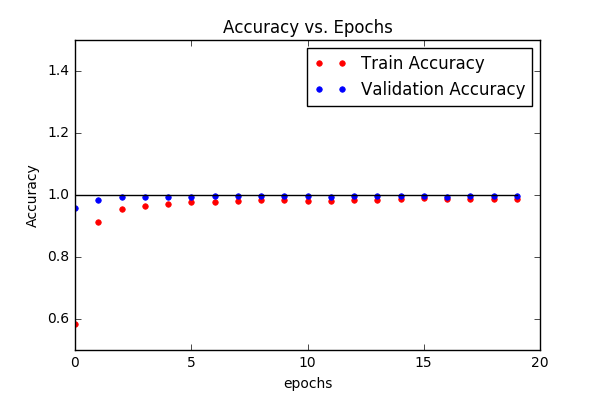 Accuracy vs. Epochs
Train Accuracy
Validation Accuracy
1.4
1.2
1.0
0.8
0.6
Accuracy
0 5 10 15 20
epochs